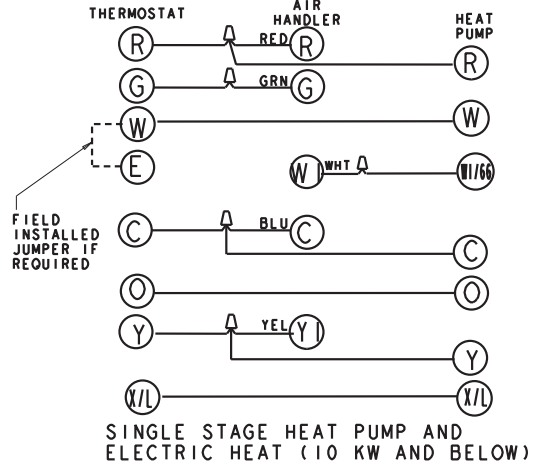 THERMOSTAT
AIR
HANDLER
HEAT
PUMP
R RED R
R
G GRN G
W W
E W1 WHT W1/66
FIELD
INSTALLED
JUMPER IF
REQUIRED
C BLU C
C
O O
Y YEL Y1
Y
X/L X/L
SINGLE STAGE HEAT PUMP AND
ELECTRIC HEAT (10 KW AND BELOW)